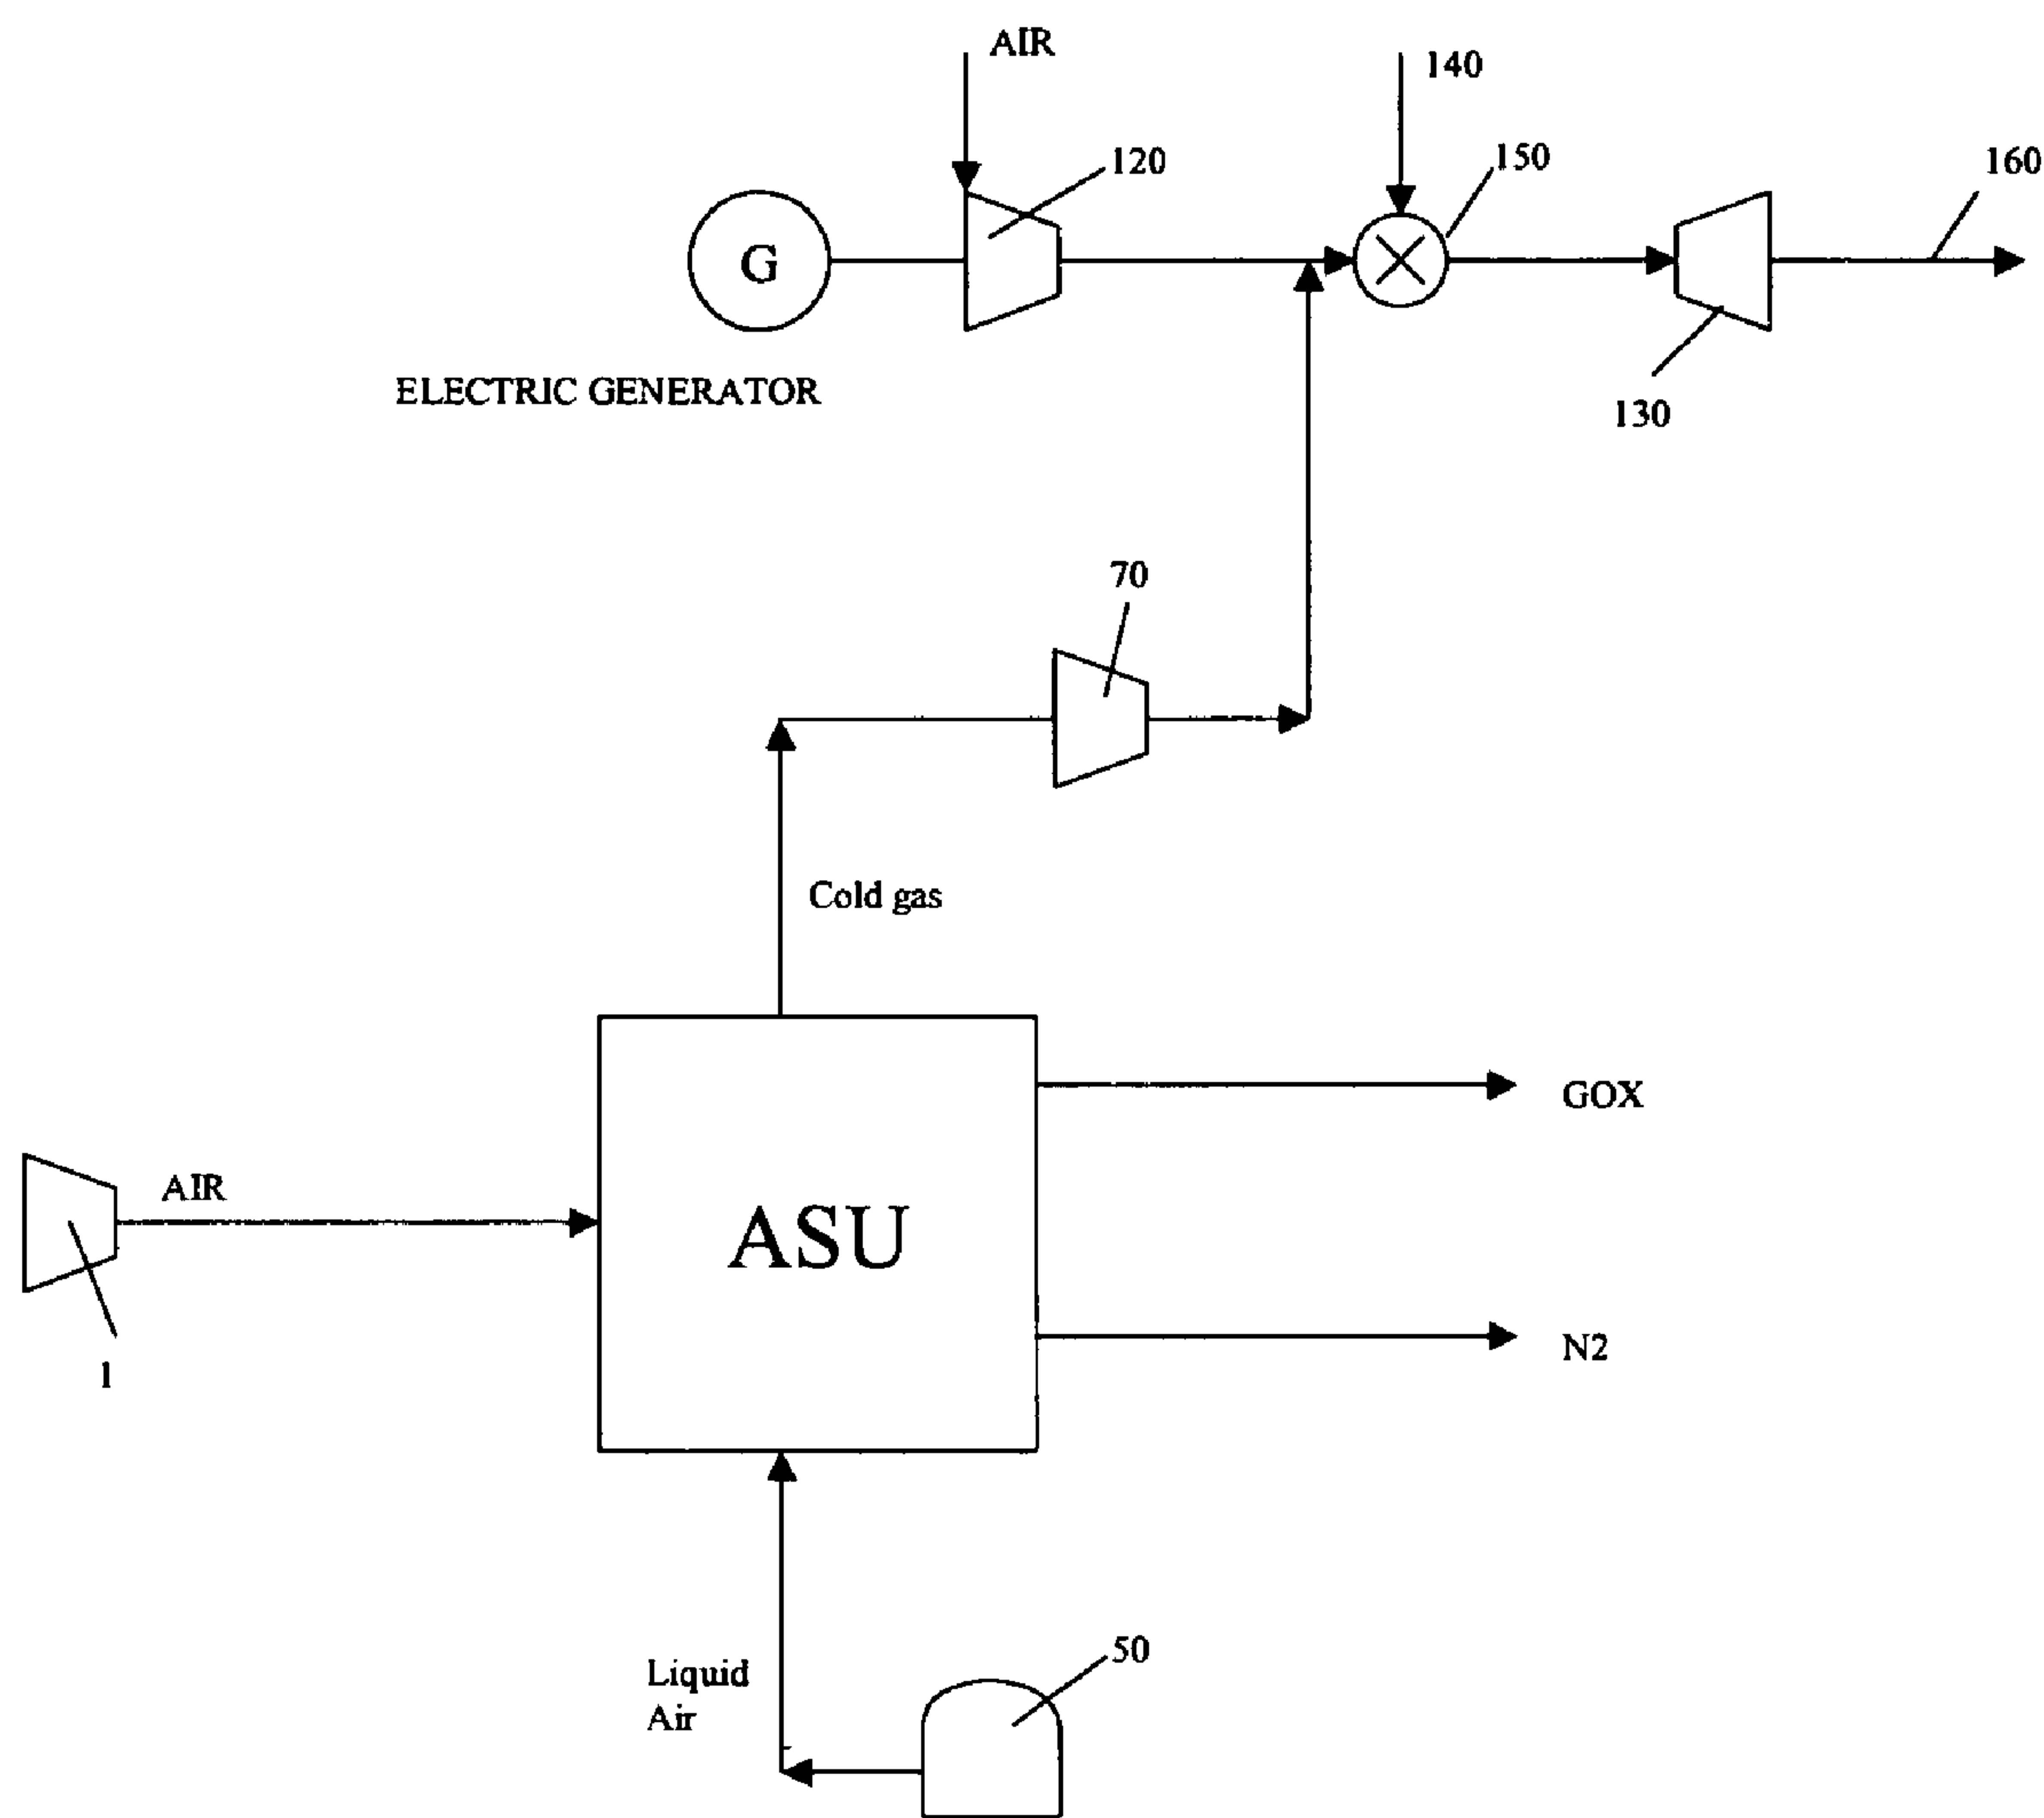 AIR
140
120
150
160
G
ELECTRIC GENERATOR
130
70
Cold gas
GOX
AIR
ASU
N2
1
50
Liquid
Air